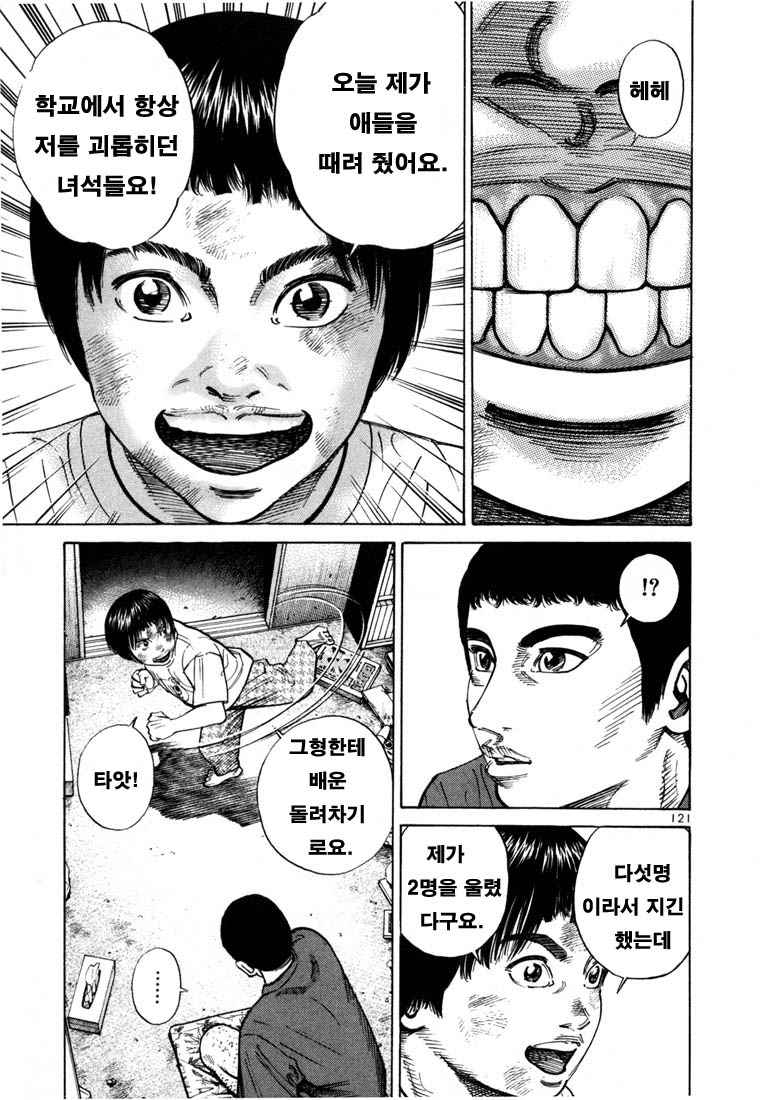 헤헤
오늘 제가
애들을
때려 줬어요.
학교에서 항상
저를 괴롭히던
녀석들요!
!?
121
그형한테
배운
돌려차기
로요.
타앗!
……
다섯명
이라서 지긴
했는데
제가
2명을 울렸
다구요.